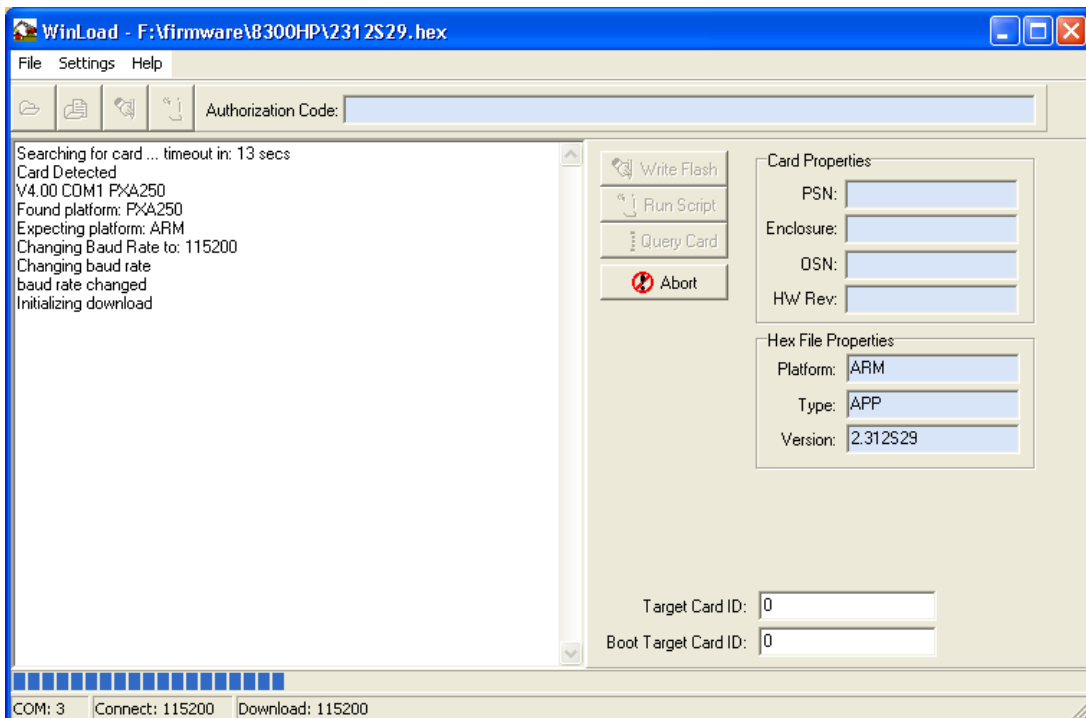 WinLoad - F:\firmware\8300HP\2312S29.hex
File Settings Help
Authorization Code:
Searching for card ... timeout in: 13 secs
Card Detected
V4.00 COM1 PXA250
Found platform: PXA250
Expecting platform: ARM
Changing Baud Rate to: 115200
Changing baud rate
baud rate changed
Initializing download
Write Flash
Run Script
Query Card
Abort
Card Properties
PSN:
Enclosure:
OSN:
HW Rev:
Hex File Properties
Platform: ARM
Type: APP
Version: 2.312S29
Target Card ID: 0
Boot Target Card ID: 0
COM: 3 Connect: 115200 Download: 115200